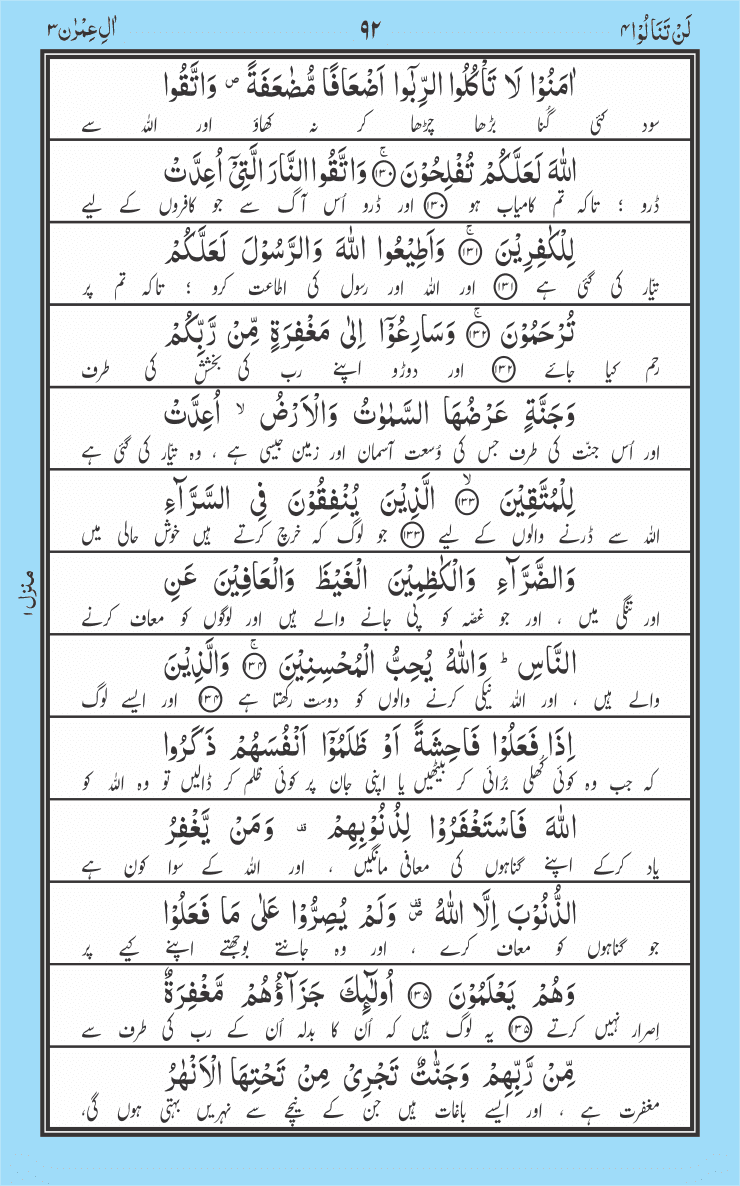 لَنْ تَنَالُوْا ۴
۹۲
اٰلِ عِمْرٰن ۳
اٰمَنُوْا لَا تَاْكُلُوا الرِّبٰٓوا اَضْعَافًا مُّضٰعَفَةً ۪ وَاتَّقُوا
سود کئی گُنا بڑھا چڑھا کر نہ کھاؤ اور اللہ سے
اللّٰهَ لَعَلَّكُمْ تُفْلِحُوْنَ ۚ﴿۱۳۰﴾ وَاتَّقُوا النَّارَ الَّتِیْۤ اُعِدَّتْ
ڈرو ؛ تاکہ تم کامیاب ہو ﴿۱۳۰﴾ اور ڈرو اُس آگ سے جو کافروں کے لیے
لِلْكٰفِرِیْنَ ۚ﴿۱۳۱﴾ وَاَطِیْعُوا اللّٰهَ وَالرَّسُوْلَ لَعَلَّكُمْ
تیّار کی گئی ہے ﴿۱۳۱﴾ اور اللہ اور رسول کی اطاعت کرو ؛ تاکہ تم پر
تُرْحَمُوْنَ ۚ﴿۱۳۲﴾ وَسَارِعُوْۤا اِلٰی مَغْفِرَةٍ مِّنْ رَّبِّكُمْ
رحم کیا جائے ﴿۱۳۲﴾ اور دوڑو اپنے رب کی بخشش کی طرف
وَجَنَّةٍ عَرْضُهَا السَّمٰوٰتُ وَالْاَرْضُ ۙ اُعِدَّتْ
اور اُس جنّت کی طرف جس کی وُسعت آسمان اور زمین جیسی ہے ، وہ تیّار کی گئی ہے
لِلْمُتَّقِیْنَ ۙ﴿۱۳۳﴾ الَّذِیْنَ یُنْفِقُوْنَ فِی السَّرَّآءِ
اللہ سے ڈرنے والوں کے لیے ﴿۱۳۳﴾ جو لوگ کہ خرچ کرتے ہیں خوش حالی میں
وَالضَّرَّآءِ وَالْكٰظِمِیْنَ الْغَیْظَ وَالْعَافِیْنَ عَنِ
اور تنگی میں ، اور جو غصّہ کو پی جانے والے ہیں اور لوگوں کو معاف کرنے
النَّاسِ ؕ وَاللّٰهُ یُحِبُّ الْمُحْسِنِیْنَ ۚ﴿۱۳۴﴾ وَالَّذِیْنَ
والے ہیں ، اور اللہ نیکی کرنے والوں کو دوست رکھتا ہے ﴿۱۳۴﴾ اور ایسے لوگ
اِذَا فَعَلُوْا فَاحِشَةً اَوْ ظَلَمُوْۤا اَنْفُسَهُمْ ذَكَرُوا
کہ جب وہ کوئی کُھلی بُرائی کر بیٹھیں یا اپنی جان پر کوئی ظلم کر ڈالیں تو وہ اللہ کو
اللّٰهَ فَاسْتَغْفَرُوْا لِذُنُوْبِهِمْ ۪ وَمَنْ یَّغْفِرُ
یاد کرکے اپنے گناہوں کی معافی مانگیں ، اور اللہ کے سوا کون ہے
الذُّنُوْبَ اِلَّا اللّٰهُ ۪۫ وَلَمْ یُصِرُّوْا عَلٰی مَا فَعَلُوْا
جو گناہوں کو معاف کرے ، اور وہ جانتے بوجھتے اپنے کیے پر
وَهُمْ یَعْلَمُوْنَ ﴿۱۳۵﴾ اُولٰٓئِكَ جَزَآؤُهُمْ مَّغْفِرَةٌ
اِصرار نہیں کرتے ﴿۱۳۵﴾ یہ لوگ ہیں کہ اُن کا بدلہ اُن کے رب کی طرف سے
مِّنْ رَّبِّهِمْ وَجَنّٰتٌ تَجْرِیْ مِنْ تَحْتِهَا الْاَنْهٰرُ
مغفرت ہے ، اور ایسے باغات ہیں جن کے نیچے سے نہریں بہتی ہوں گی،
منزل ۱